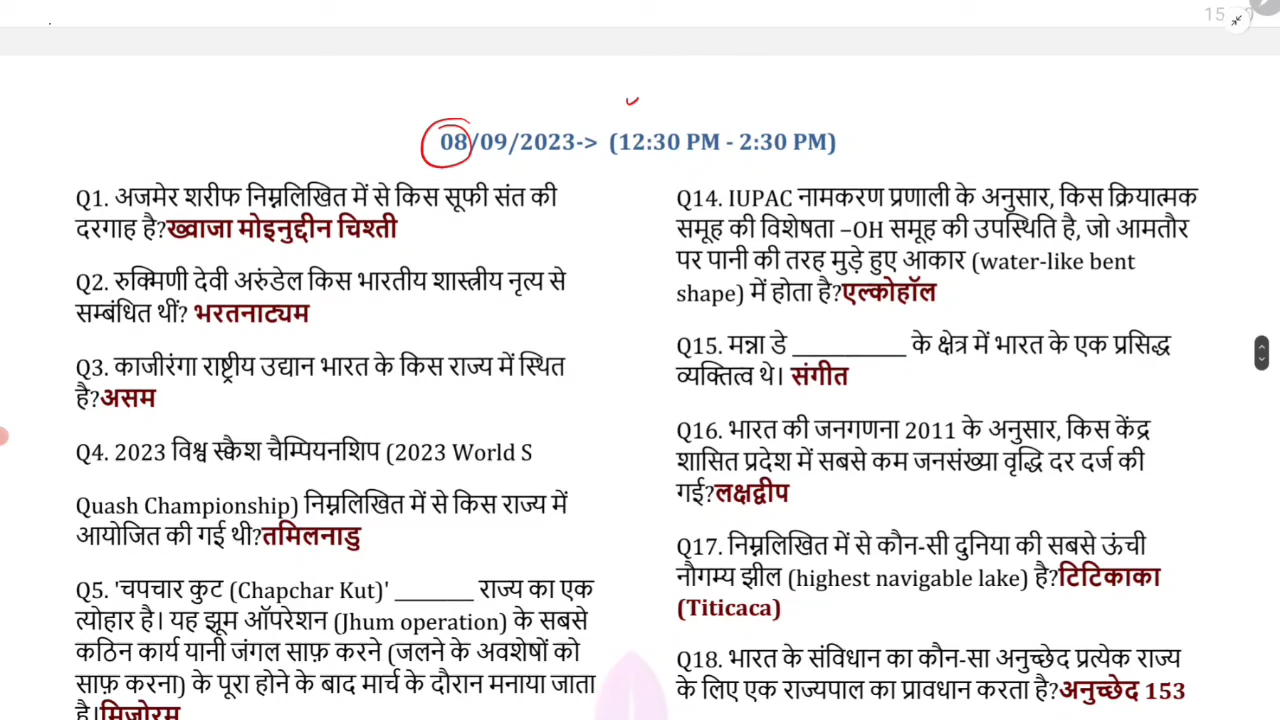 08/09/2023-> (12:30 PM - 2:30 PM)
Q1. अजमेर शरीफ निम्नलिखित में से किस सूफी संत की
दरगाह है?ख्वाजा मोइनुद्दीन चिश्ती
Q2. रुक्मिणी देवी अरुंडेल किस भारतीय शास्त्रीय नृत्य से
सम्बंधित थीं? भरतनाट्यम
Q3. काजीरंगा राष्ट्रीय उद्यान भारत के किस राज्य में स्थित
है?असम
Q4. 2023 विश्व स्कैश चैम्पियनशिप (2023 World S
Quash Championship) निम्नलिखित में से किस राज्य में
आयोजित की गई थी?तमिलनाडु
Q5. 'चपचार कुट (Chapchar Kut)' ________ राज्य का एक
त्योहार है। यह झूम ऑपरेशन (Jhum operation) के सबसे
कठिन कार्य यानी जंगल साफ़ करने (जलने के अवशेषों को
साफ़ करना) के पूरा होने के बाद मार्च के दौरान मनाया जाता
है।मिजोरम
Q14. IUPAC नामकरण प्रणाली के अनुसार, किस क्रियात्मक
समूह की विशेषता –OH समूह की उपस्थिति है, जो आमतौर
पर पानी की तरह मुड़े हुए आकार (water-like bent
shape) में होता है?एल्कोहॉल
Q15. मन्ना डे ___________ के क्षेत्र में भारत के एक प्रसिद्ध
व्यक्तित्व थे। संगीत
Q16. भारत की जनगणना 2011 के अनुसार, किस केंद्र
शासित प्रदेश में सबसे कम जनसंख्या वृद्धि दर दर्ज की
गई?लक्षद्वीप
Q17. निम्नलिखित में से कौन-सी दुनिया की सबसे ऊंची
नौगम्य झील (highest navigable lake) है?टिटिकाका
(Titicaca)
Q18. भारत के संविधान का कौन-सा अनुच्छेद प्रत्येक राज्य
के लिए एक राज्यपाल का प्रावधान करता है?अनुच्छेद 153